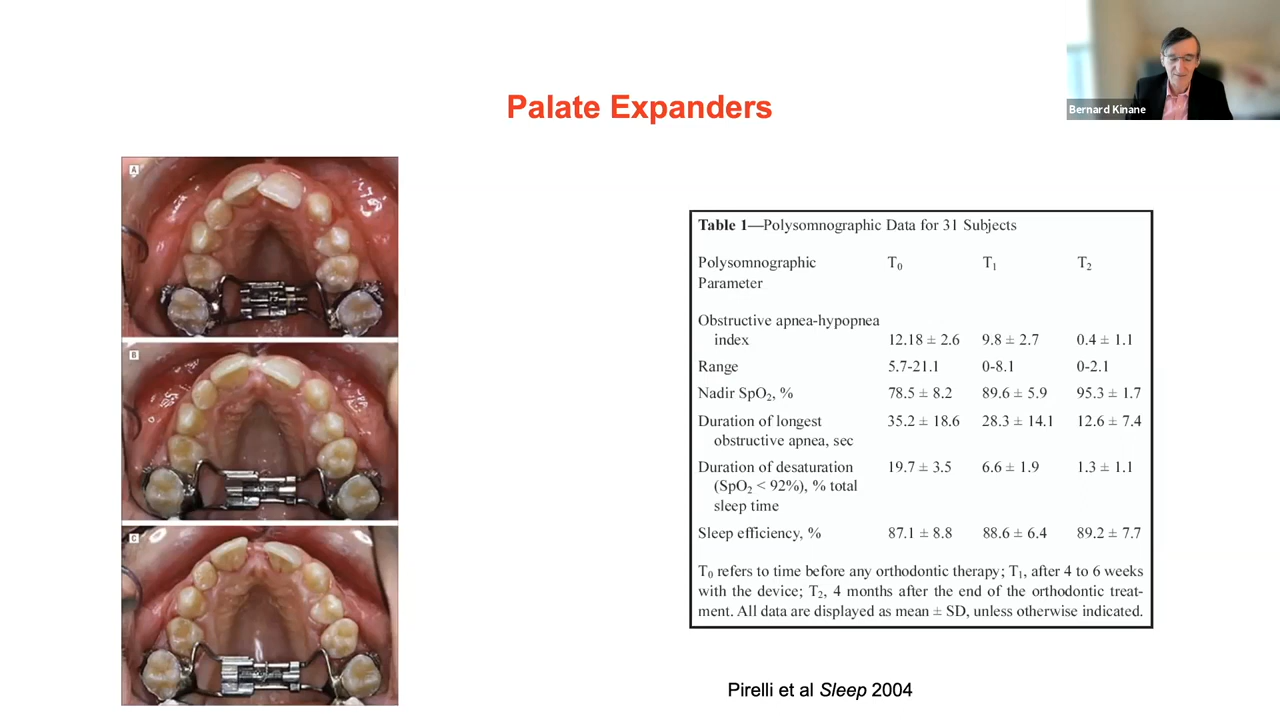 Palate Expanders
Bernard Kinane
A
B
C
Table 1—Polysomnographic Data for 31 Subjects
Polysomnographic Parameter T0 T1 T2
Obstructive apnea-hypopnea
index 12.18 ± 2.6 9.8 ± 2.7 0.4 ± 1.1
Range 5.7-21.1 0-8.1 0-2.1
Nadir SpO2, % 78.5 ± 8.2 89.6 ± 5.9 95.3 ± 1.7
Duration of longest 35.2 ± 18.6 28.3 ± 14.1 12.6 ± 7.4
obstructive apnea, sec
Duration of desaturation 19.7 ± 3.5 6.6 ± 1.9 1.3 ± 1.1
(SpO2 < 92%), % total
sleep time
Sleep efficiency, % 87.1 ± 8.8 88.6 ± 6.4 89.2 ± 7.7
T0 refers to time before any orthodontic therapy; T1, after 4 to 6 weeks
with the device; T2, 4 months after the end of the orthodontic treat-
ment. All data are displayed as mean ± SD, unless otherwise indicated.
Pirelli et al Sleep 2004